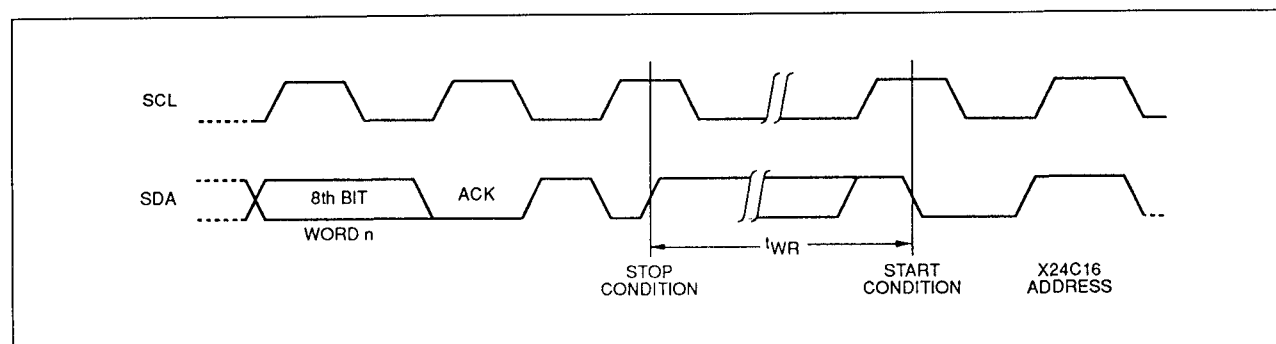 SCL
SDA
8th BIT
ACK
WORD n
tWR
STOP
CONDITION
START
CONDITION
X24C16
ADDRESS